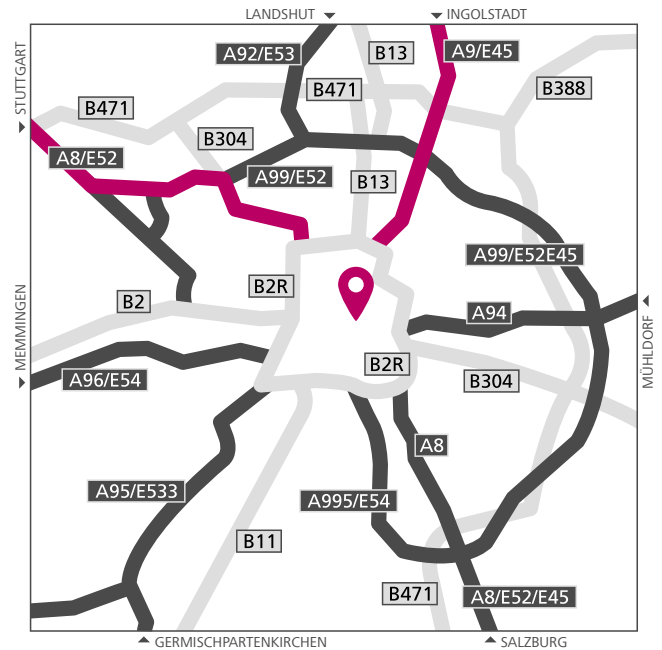 LANDSHUT
INGOLSTADT
STUTTGART
A92/E53
B13
A9/E45
B471
B388
B471
B304
A8/E52
A99/E52
B13
A99/E52E45
B2R
B2
A94
MEMMINGEN
MÜHLDORF
B2R
A96/E54
B304
A8
A95/E533
A995/E54
B11
B471
A8/E52/E45
GERMISCHPARTENKIRCHEN
SALZBURG